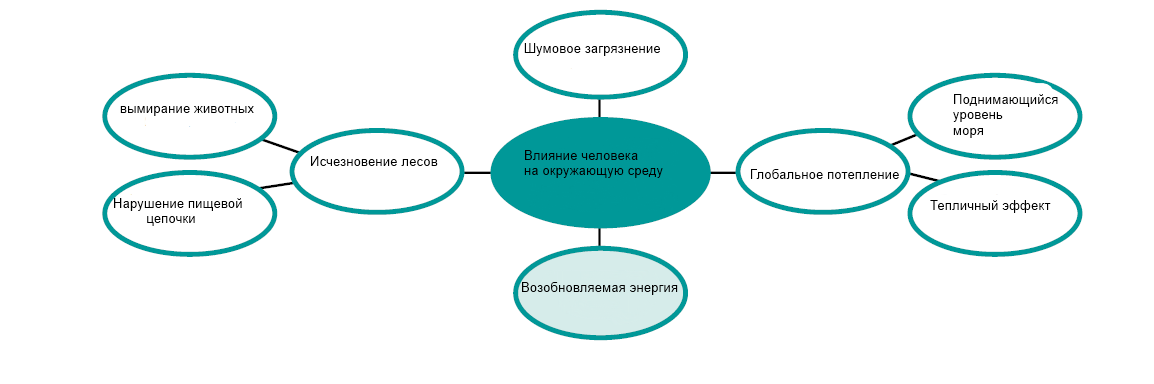 Шумовое загрязнение
вымирание животных
Нарушение пищевой
цепочки
Исчезновение лесов
Влияние человека
на окружающую среду
Глобальное потепление
Поднимающийся
уровень
моря
Тепличный эффект
Возобновляемая энергия